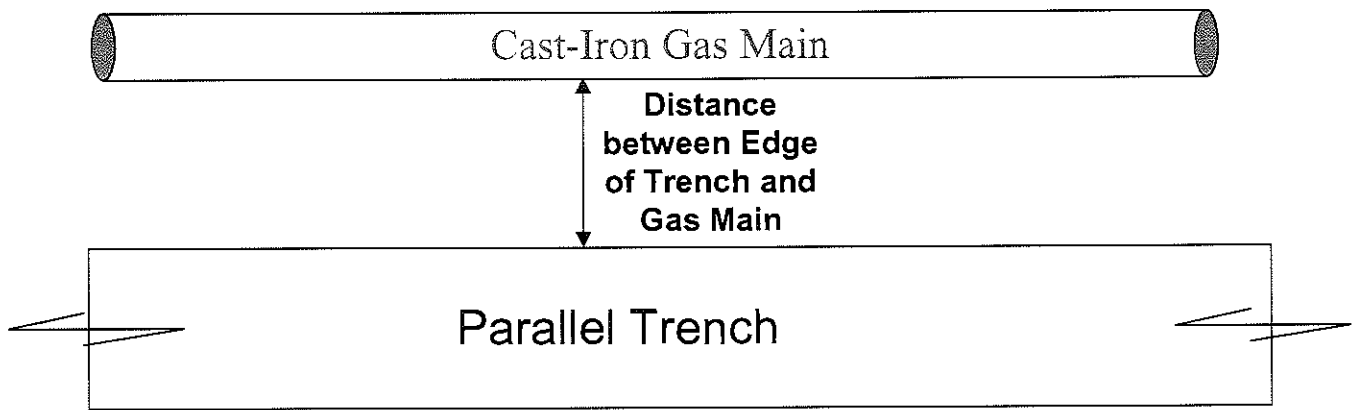 Cast-Iron Gas Main
Distance
between Edge
of Trench and
Gas Main
Parallel Trench